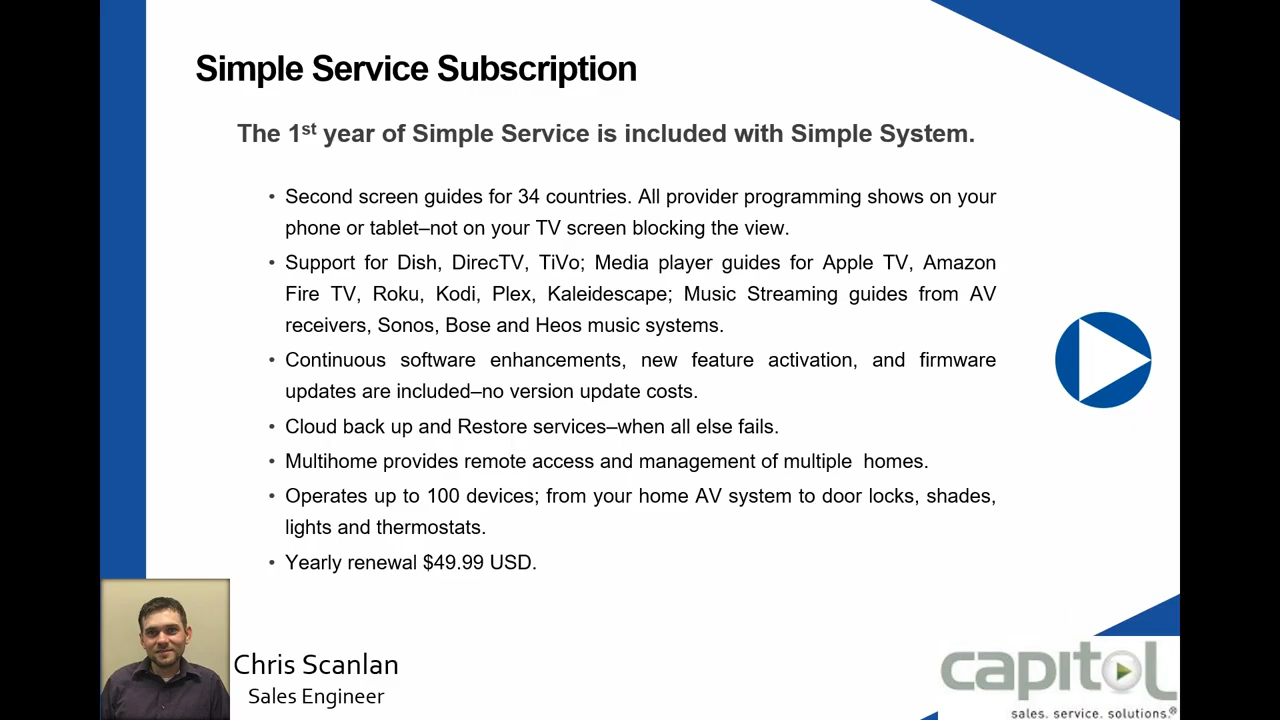 Simple Service Subscription
The 1st year of Simple Service is included with Simple System.
• Second screen guides for 34 countries. All provider programming shows on your
phone or tablet–not on your TV screen blocking the view.
• Support for Dish, DirecTV, TiVo; Media player guides for Apple TV, Amazon
Fire TV, Roku, Kodi, Plex, Kaleidescape; Music Streaming guides from AV
receivers, Sonos, Bose and Heos music systems.
• Continuous software enhancements, new feature activation, and firmware
updates are included–no version update costs.
• Cloud back up and Restore services–when all else fails.
• Multihome provides remote access and management of multiple  homes.
• Operates up to 100 devices; from your home AV system to door locks, shades,
lights and thermostats.
• Yearly renewal $49.99 USD.
Chris Scanlan
Sales Engineer
capitol
sales. service. solutions.®